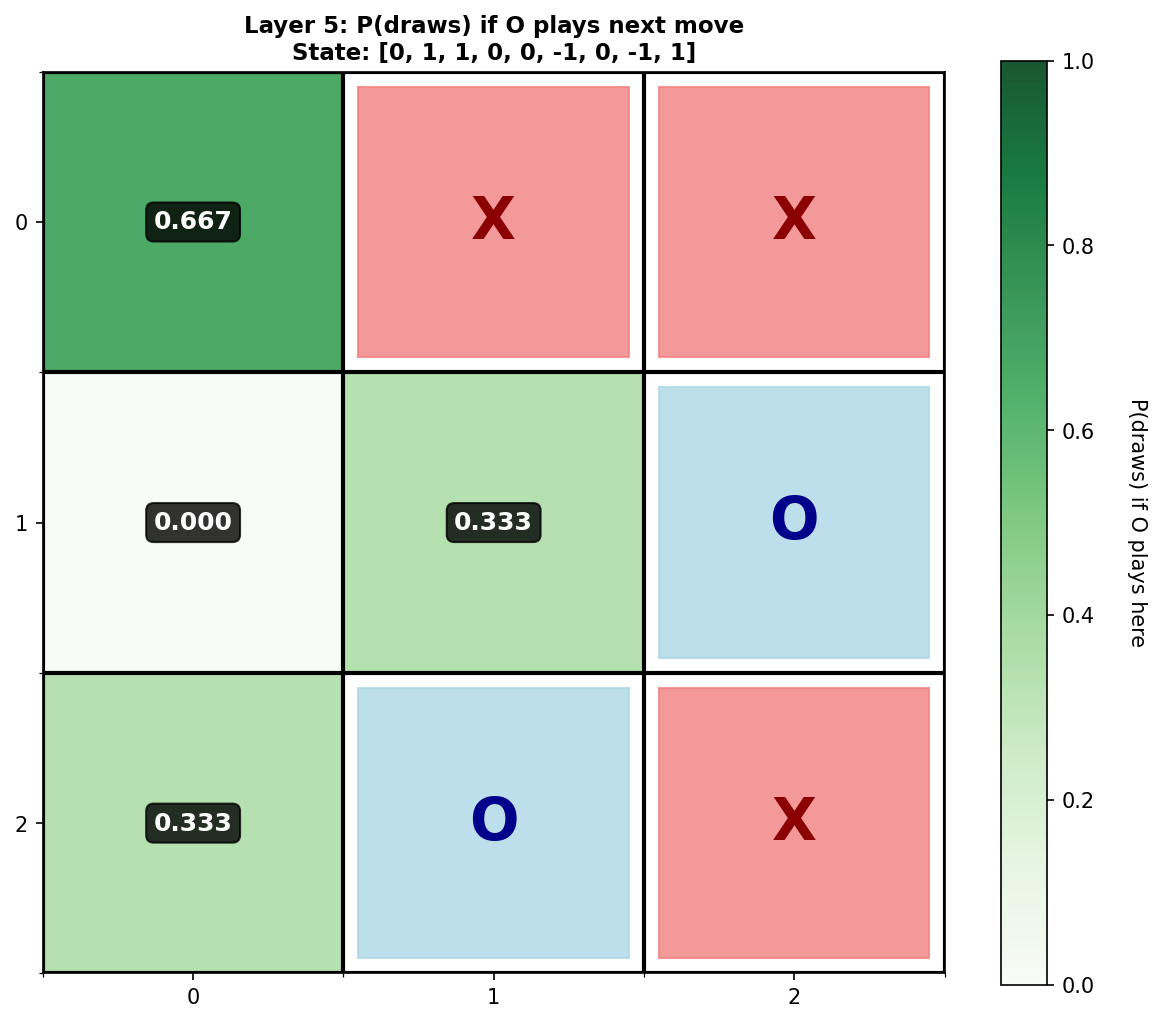 Layer 5: P(draws) if O plays next move
State: [0, 1, 1, 0, 0, -1, 0, -1, 1]
0
0.667
X
X
1
0.000
0.333
O
2
0.333
O
X
0
1
2
1.0
0.8
0.6
0.4
0.2
0.0
P(draws) if O plays here